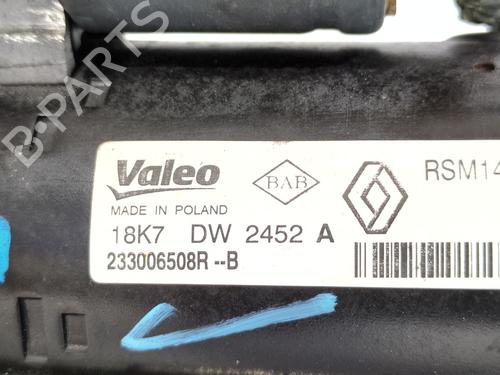 Valeo
BAB
RSM14
MADE IN POLAND
18K7 DW 2452 A
233006508R --B
B-PARTS